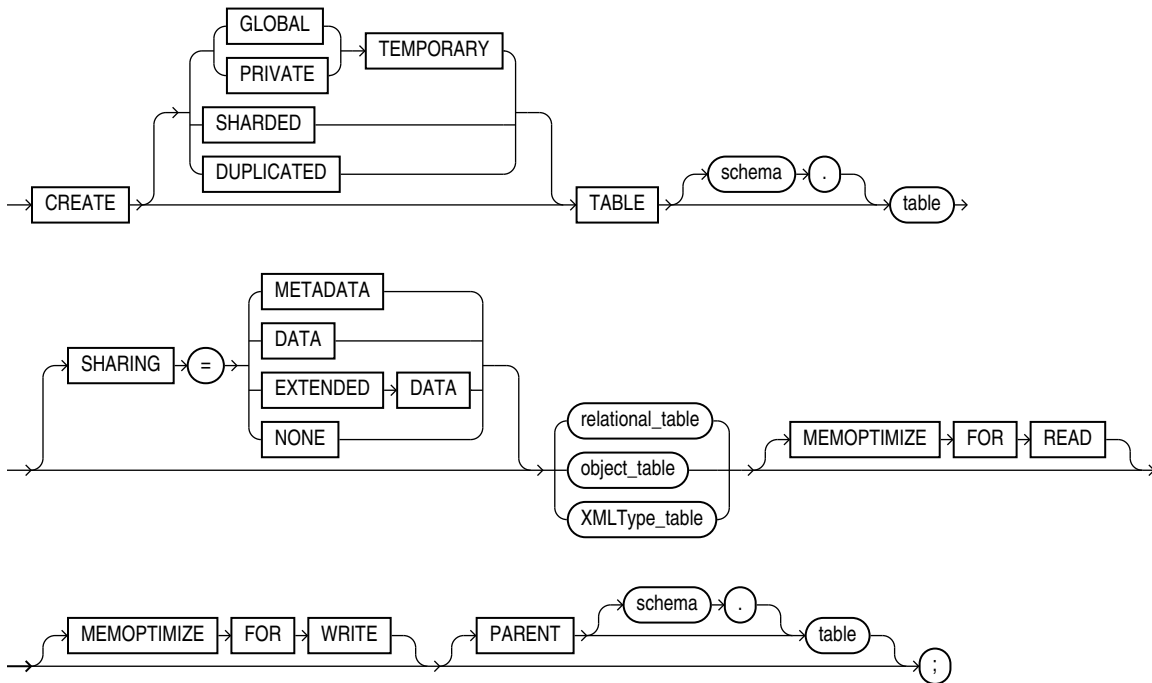 GLOBAL
PRIVATE
TEMPORARY
SHARDED
DUPLICATED
CREATE
TABLE
schema .
table
SHARING =
METADATA
DATA
EXTENDED DATA
NONE
relational_table
object_table
XMLType_table
MEMOPTIMIZE FOR READ
MEMOPTIMIZE FOR WRITE
PARENT
schema .
table
;